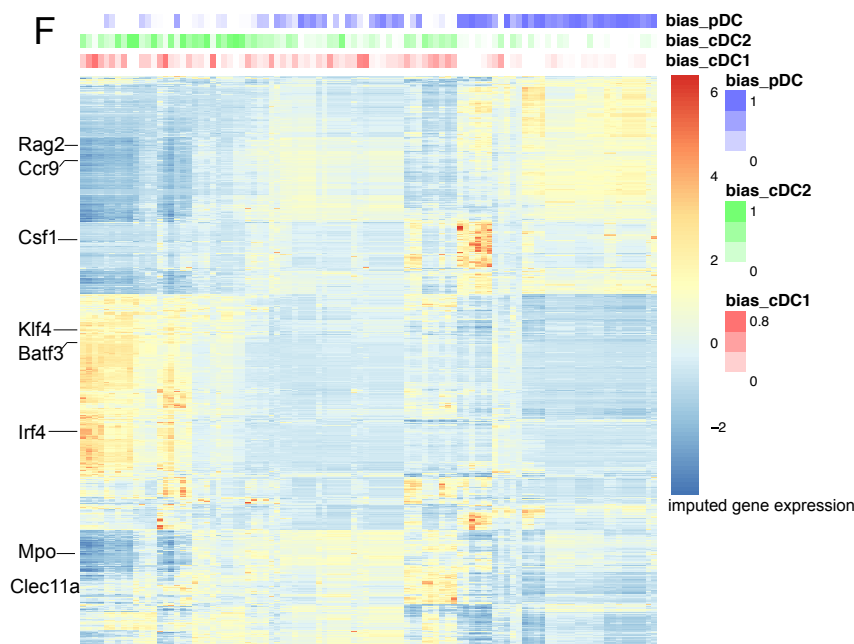 F
bias_pDC
bias_cDC2
bias_cDC1
Rag2
Ccr9
Csf1
Klf4
Batf3
Irf4
Mpo
Clec11a
6
4
2
0
−2
imputed gene expression
bias_pDC
1
0
bias_cDC2
1
0
bias_cDC1
0.8
0